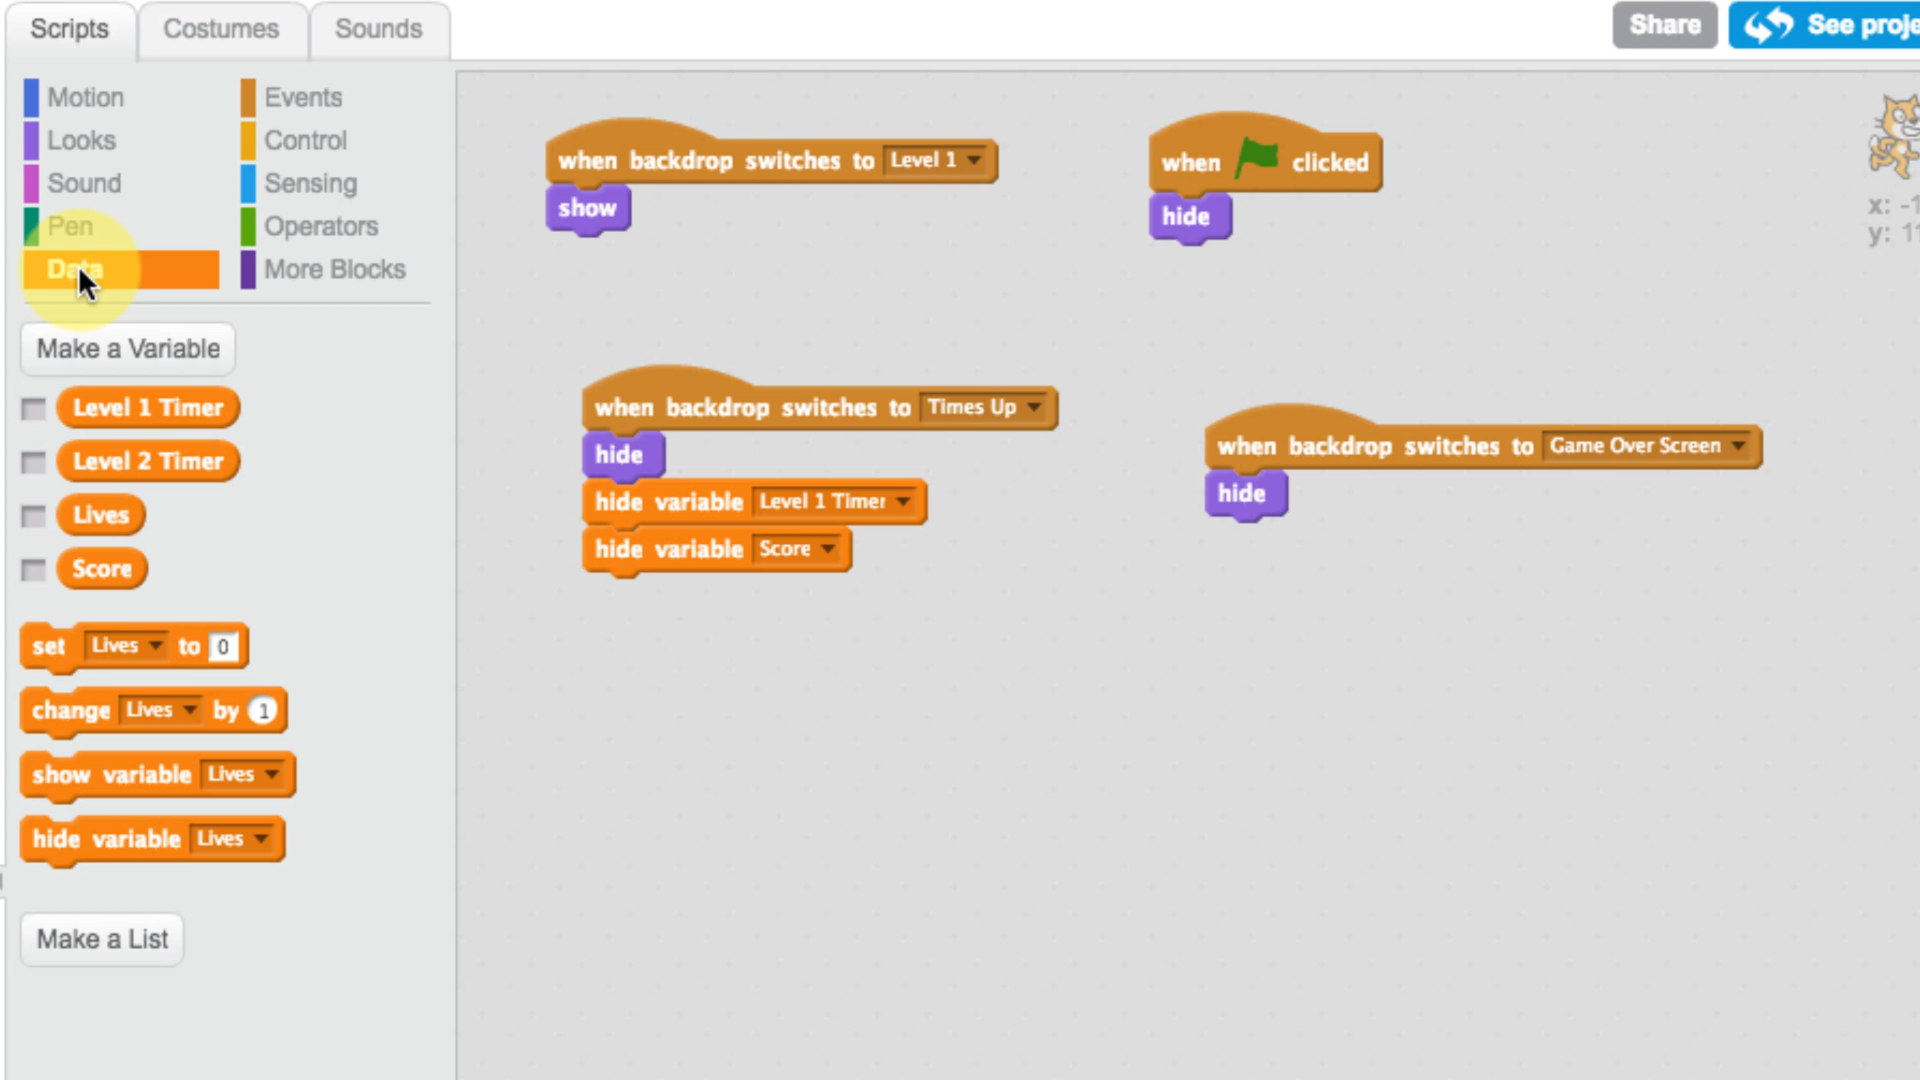 Scripts
Costumes
Sounds
Share
See proje
Motion
Events
Looks
Control
Sound
Sensing
Pen
Operators
Data
More Blocks
Make a Variable
Level 1 Timer
Level 2 Timer
Lives
Score
set Lives to 0
change Lives by 1
show variable Lives
hide variable Lives
Make a List
when backdrop switches to Level 1
show
when clicked
hide
when backdrop switches to Times Up
hide
hide variable Level 1 Timer
hide variable Score
when backdrop switches to Game Over Screen
hide
x: -1
y: 11